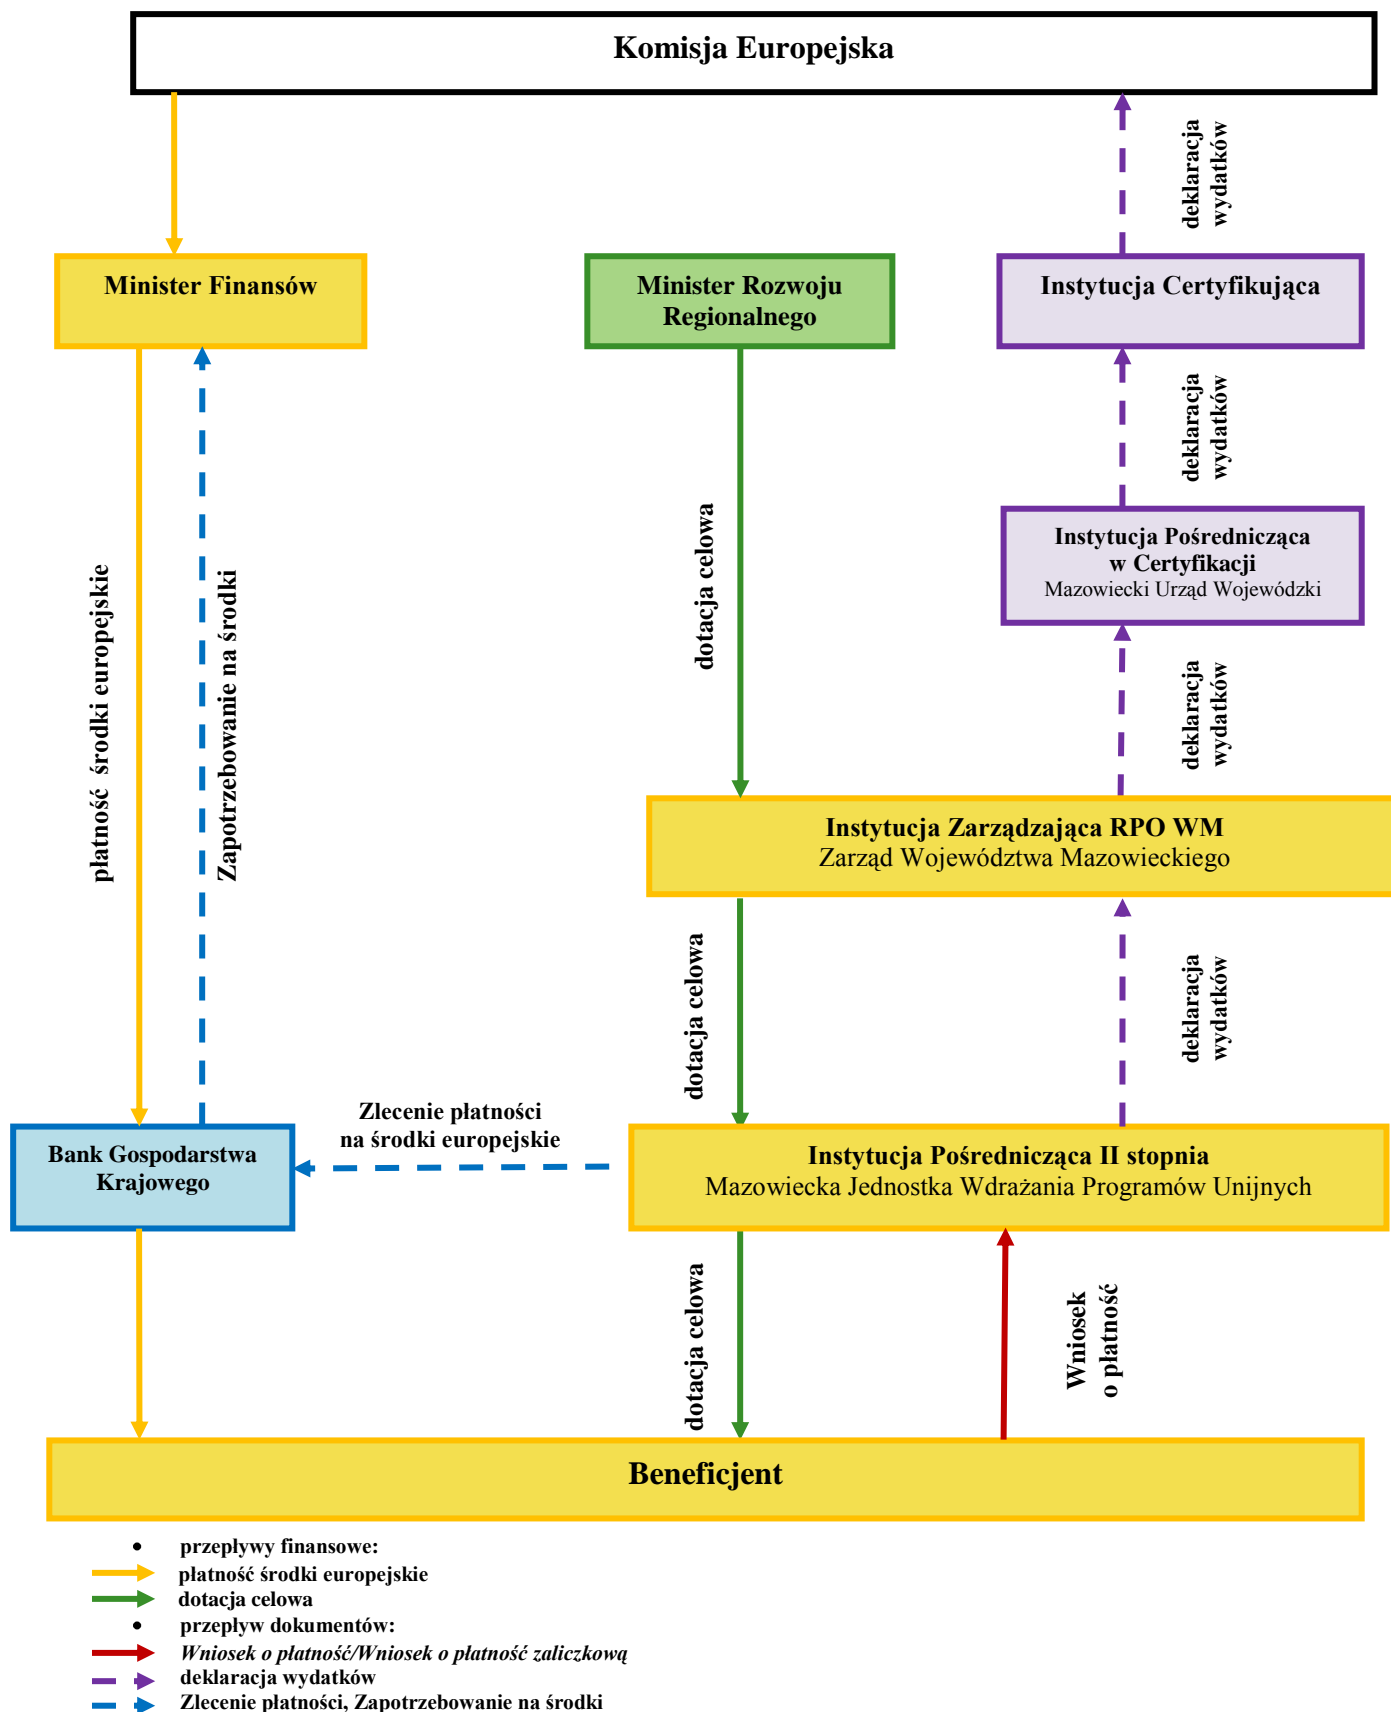 Komisja Europejska
deklaracja
wydatków
Minister Finansów
Minister Rozwoju
Regionalnego
Instytucja Certyfikująca
deklaracja
wydatków
płatność środki europejskie
Zapotrzebowanie na środki
dotacja celowa
Instytucja Pośrednicząca
w Certyfikacji
Mazowiecki Urząd Wojewódzki
deklaracja
wydatków
Instytucja Zarządzająca RPO WM
Zarząd Województwa Mazowieckiego
dotacja celowa
deklaracja
wydatków
Zlecenie płatności
na środki europejskie
Bank Gospodarstwa
Krajowego
Instytucja Pośrednicząca II stopnia
Mazowiecka Jednostka Wdrażania Programów Unijnych
dotacja celowa
Wniosek
o płatność
Beneficjent
• przepływy finansowe:
płatność środki europejskie
dotacja celowa
• przepływ dokumentów:
Wniosek o płatność/Wniosek o płatność zaliczkową
deklaracja wydatków
Zlecenie płatności, Zapotrzebowanie na środki